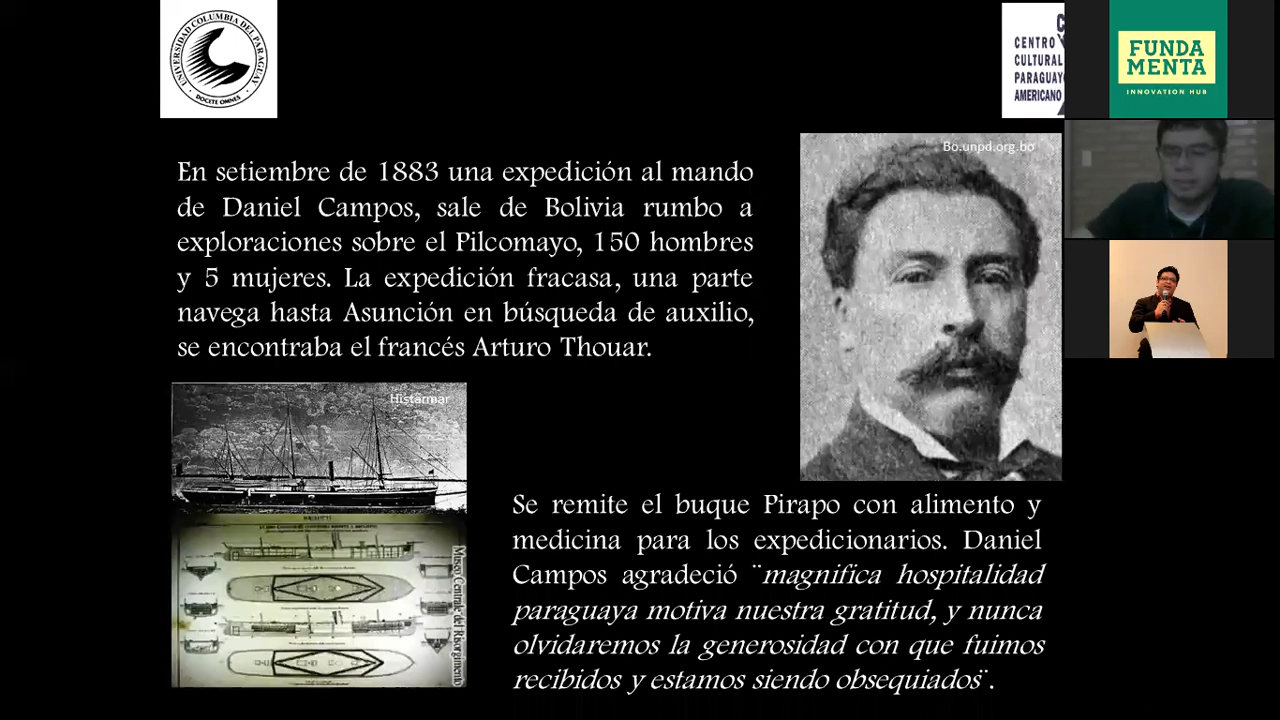 UNIVERSIDAD COLUMBIA DEL PARAGUAY
DOCETE OMNES
CENTRO
CULTURAL
PARAGUAY
AMERICANO
FUNDA
MENTA
INNOVATION HUB
Bo.unpd.org.bo
En setiembre de 1883 una expedición al mando
de Daniel Campos, sale de Bolivia rumbo a
exploraciones sobre el Pilcomayo, 150 hombres
y 5 mujeres. La expedición fracasa, una parte
navega hasta Asunción en búsqueda de auxilio,
se encontraba el francés Arturo Thouar.
Histarmar
Museo Centrale del Risorgimento
Se remite el buque Pirapo con alimento y
medicina para los expedicionarios. Daniel
Campos agradeció ¨magnifica hospitalidad
paraguaya motiva nuestra gratitud, y nunca
olvidaremos la generosidad con que fuimos
recibidos y estamos siendo obsequiados¨.